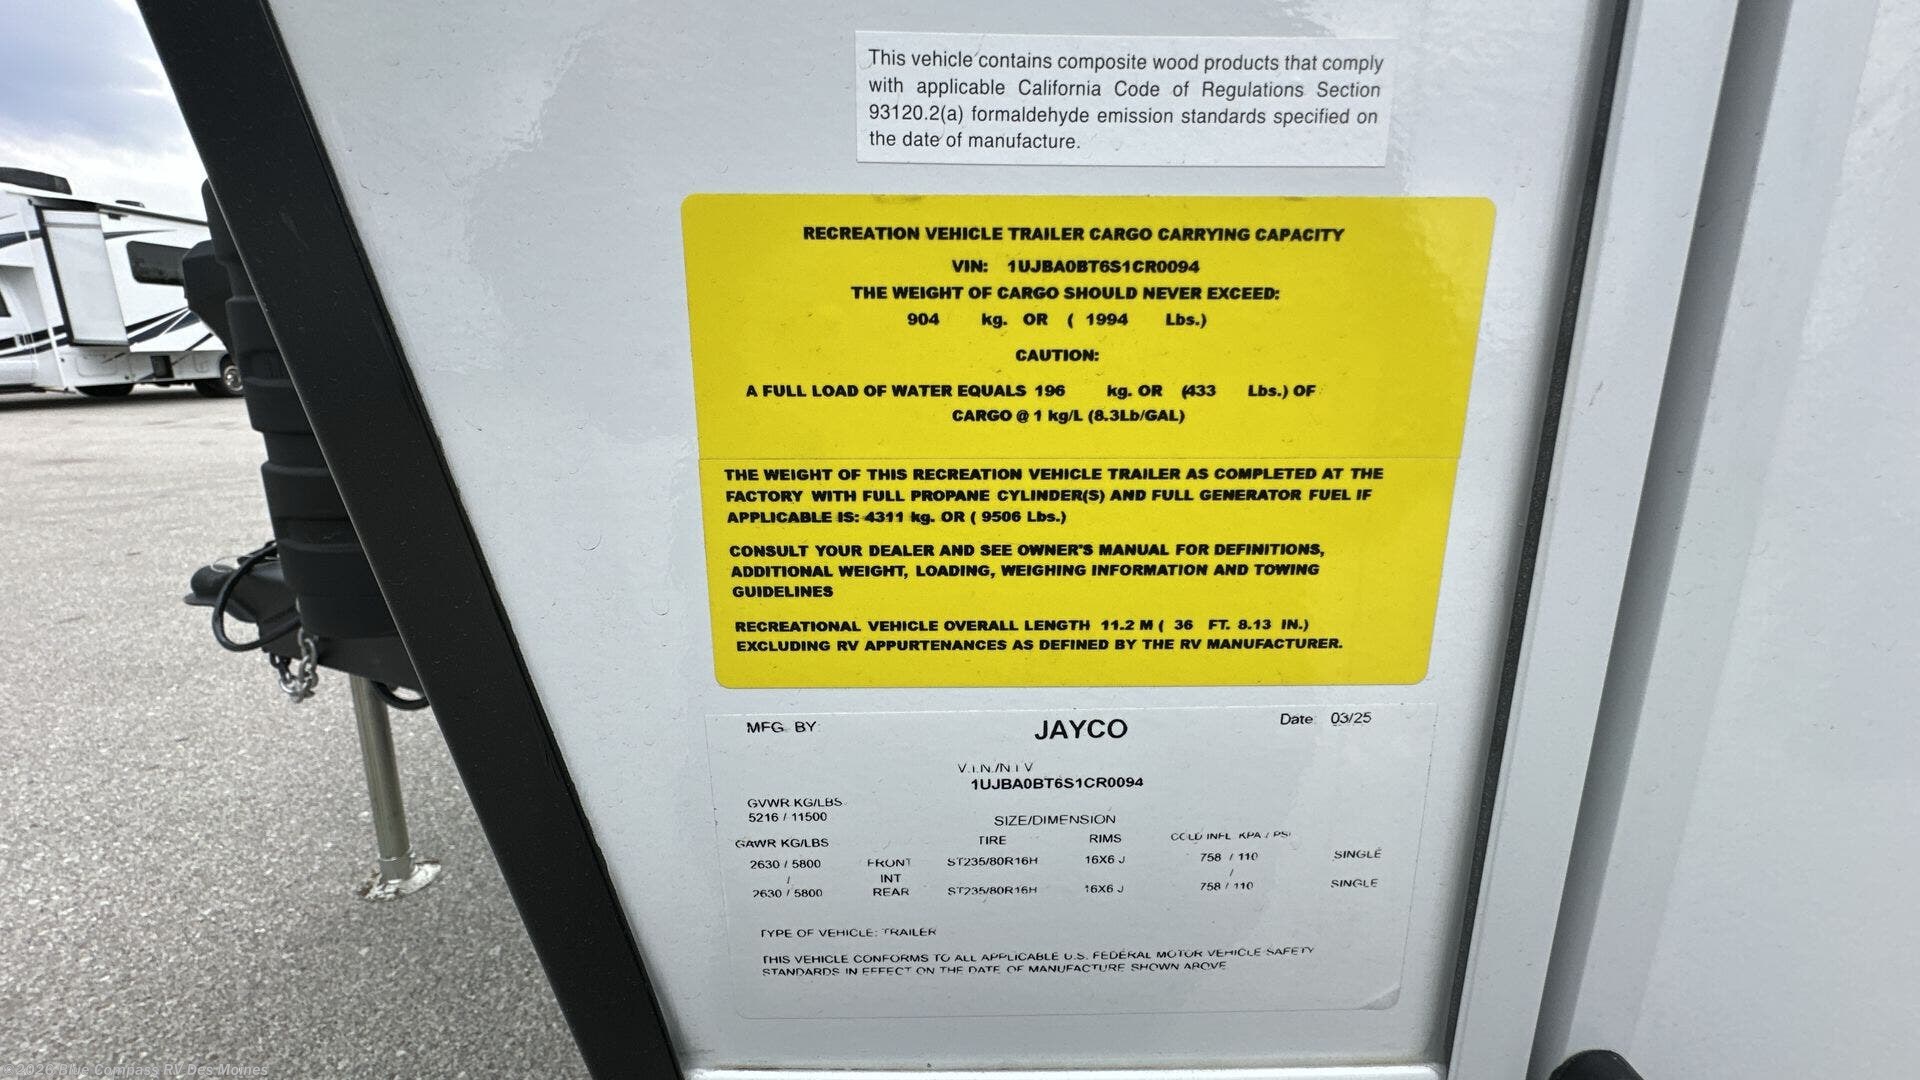 This vehicle contains composite wood products that comply
with applicable California Code of Regulations Section
93120.2(a) formaldehyde emission standards specified on
the date of manufacture.
RECREATION VEHICLE TRAILER CARGO CARRYING CAPACITY
VIN: 1UJBA0BT6S1CR0094
THE WEIGHT OF CARGO SHOULD NEVER EXCEED:
904 kg. OR ( 1994 Lbs.)
CAUTION:
A FULL LOAD OF WATER EQUALS 196 kg. OR (433 Lbs.) OF
CARGO @ 1 kg/L (8.3Lb/GAL)
THE WEIGHT OF THIS RECREATION VEHICLE TRAILER AS COMPLETED AT THE
FACTORY WITH FULL PROPANE CYLINDER(S) AND FULL GENERATOR FUEL IF
APPLICABLE IS: 4311 kg. OR ( 9506 Lbs.)
CONSULT YOUR DEALER AND SEE OWNER'S MANUAL FOR DEFINITIONS,
ADDITIONAL WEIGHT, LOADING, WEIGHING INFORMATION AND TOWING
GUIDELINES
RECREATIONAL VEHICLE OVERALL LENGTH 11.2 M ( 36 FT. 8.13 IN.)
EXCLUDING RV APPURTENANCES AS DEFINED BY THE RV MANUFACTURER.
MFG BY: JAYCO Date 03/25
V.I.N./N I V
1UJBA0BT6S1CR0094
GVWR KG/LBS
5216 / 11500
SIZE/DIMENSION
GAWR KG/LBS TIRE RIMS COLD INFL KPA / PSI
2630 / 5800 FRONT ST235/80R16H 16X6 J 758 / 110 SINGLE
/ INT /
2630 / 5800 REAR ST235/80R16H 16X6 J 758 / 110 SINGLE
TYPE OF VEHICLE: TRAILER
THIS VEHICLE CONFORMS TO ALL APPLICABLE U.S. FEDERAL MOTOR VEHICLE SAFETY
STANDARDS IN EFFECT ON THE DATE OF MANUFACTURE SHOWN ABOVE
©2026 Blue Compass RV Des Moines